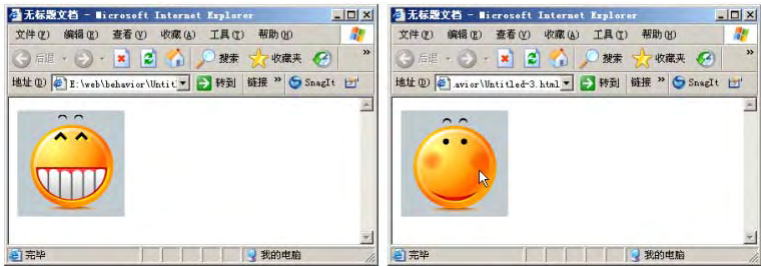 无标题文档 - Microsoft Internet Explorer
文件(F) 编辑(E) 查看(V) 收藏(A) 工具(T) 帮助(H)
后退 搜索 收藏夹 »
地址(D) E:\web\behavior\Untit 转到 链接 » SnagIt
完毕 我的电脑
无标题文档 - Microsoft Internet Explorer
文件(F) 编辑(E) 查看(V) 收藏(A) 工具(T) 帮助(H)
后退 搜索 收藏夹 »
地址(D) avior\Untitled-3.html 转到 链接 » SnagIt
完毕 我的电脑